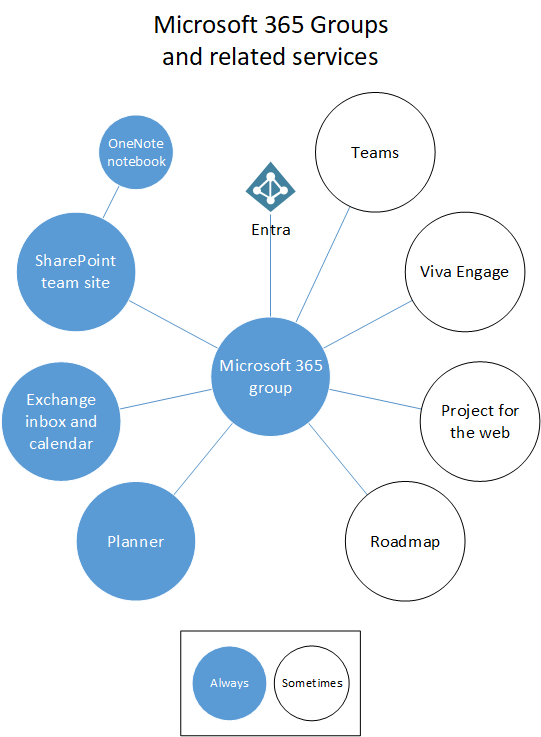 Microsoft 365 Groups
and related services
OneNote
notebook
Teams
Entra
SharePoint
team site
Viva Engage
Microsoft 365
group
Exchange
inbox and
calendar
Project for
the web
Planner
Roadmap
Always
Sometimes